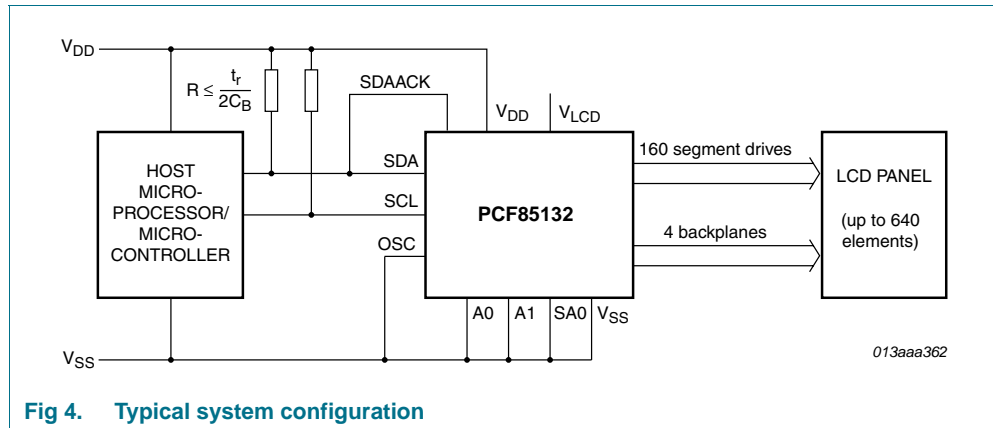 VDD
R ≤ tr / 2CB
SDAACK
VDD
VLCD
HOST
MICRO-
PROCESSOR/
MICRO-
CONTROLLER
SDA
SCL
OSC
PCF85132
160 segment drives
4 backplanes
LCD PANEL
(up to 640
elements)
A0
A1
SA0
VSS
VSS
013aaa362
Fig 4. Typical system configuration